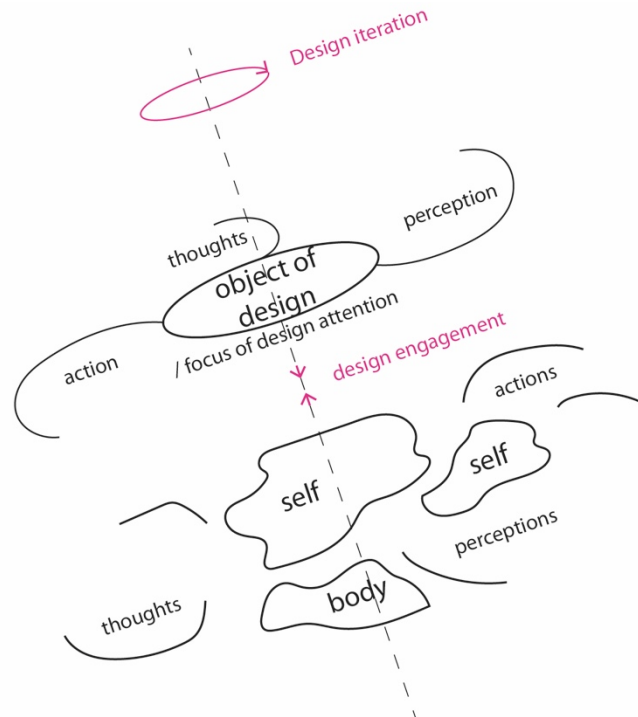 Design iteration
perception
thoughts
object of
design
/ focus of design attention
action
design engagement
actions
self
self
perceptions
body
thoughts